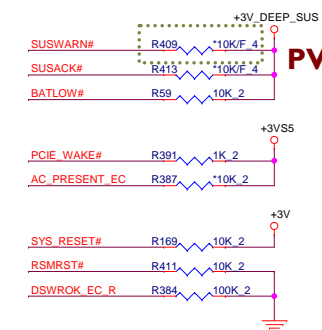 +3V_DEEP_SUS
SUSWARN# R409 *10K/F_4
PV
SUSACK# R413 *10K/F_4
BATLOW# R59 10K_2
+3VS5
PCIE_WAKE# R391 1K_2
AC_PRESENT_EC R387 *10K_2
+3V
SYS_RESET# R169 10K_2
RSMRST# R411 10K_2
DSWROK_EC_R R384 100K_2